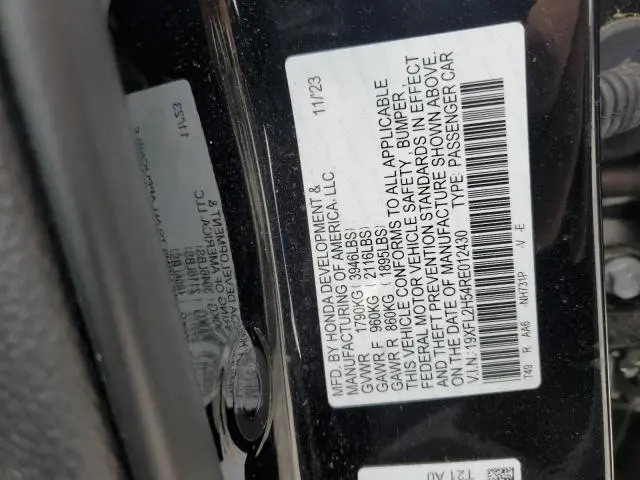 MFD. BY HONDA DEVELOPMENT & 11/'23
MANUFACTURING OF AMERICA, LLC
GVWR 1790KG ( 3946LBS)
GAWR F 960KG ( 2116LBS)
GAWR R 860KG ( 1895LBS)
THIS VEHICLE CONFORMS TO ALL APPLICABLE
FEDERAL MOTOR VEHICLE SAFETY , BUMPER ,
AND THEFT PREVENTION STANDARDS IN EFFECT
ON THE DATE OF MANUFACTURE SHOWN ABOVE.
V.I.N: 19XFL2H54RE012430 TYPE: PASSENGER CAR
T49 R AA6 -NH731P -V -E
T21 A0